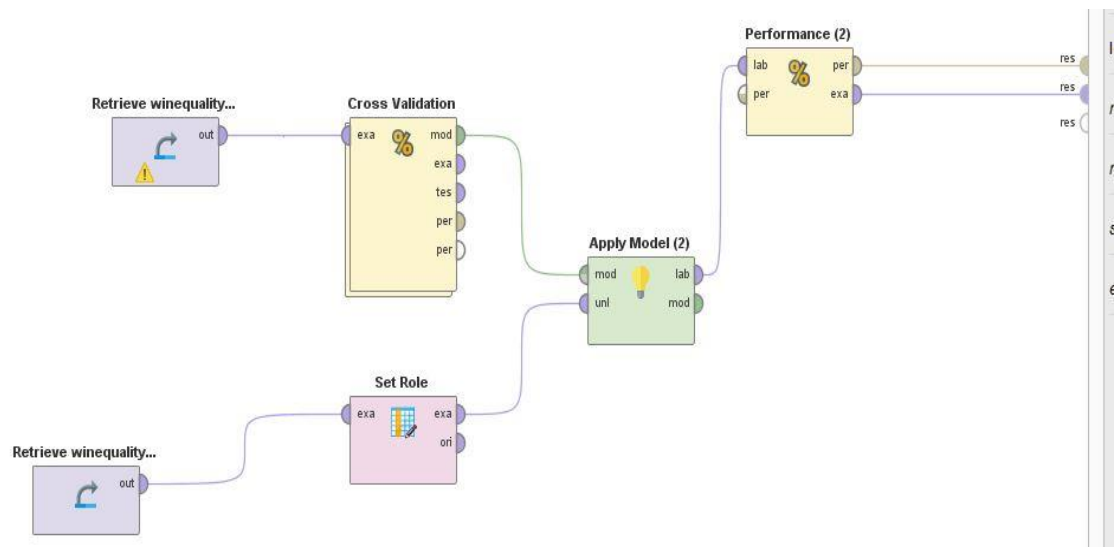 Performance (2)
lab
per
per
exa
res
res
res
Retrieve winequality...
out
Cross Validation
exa
mod
exa
tes
per
per
Apply Model (2)
mod
lab
unl
mod
Set Role
exa
exa
ori
Retrieve winequality...
out